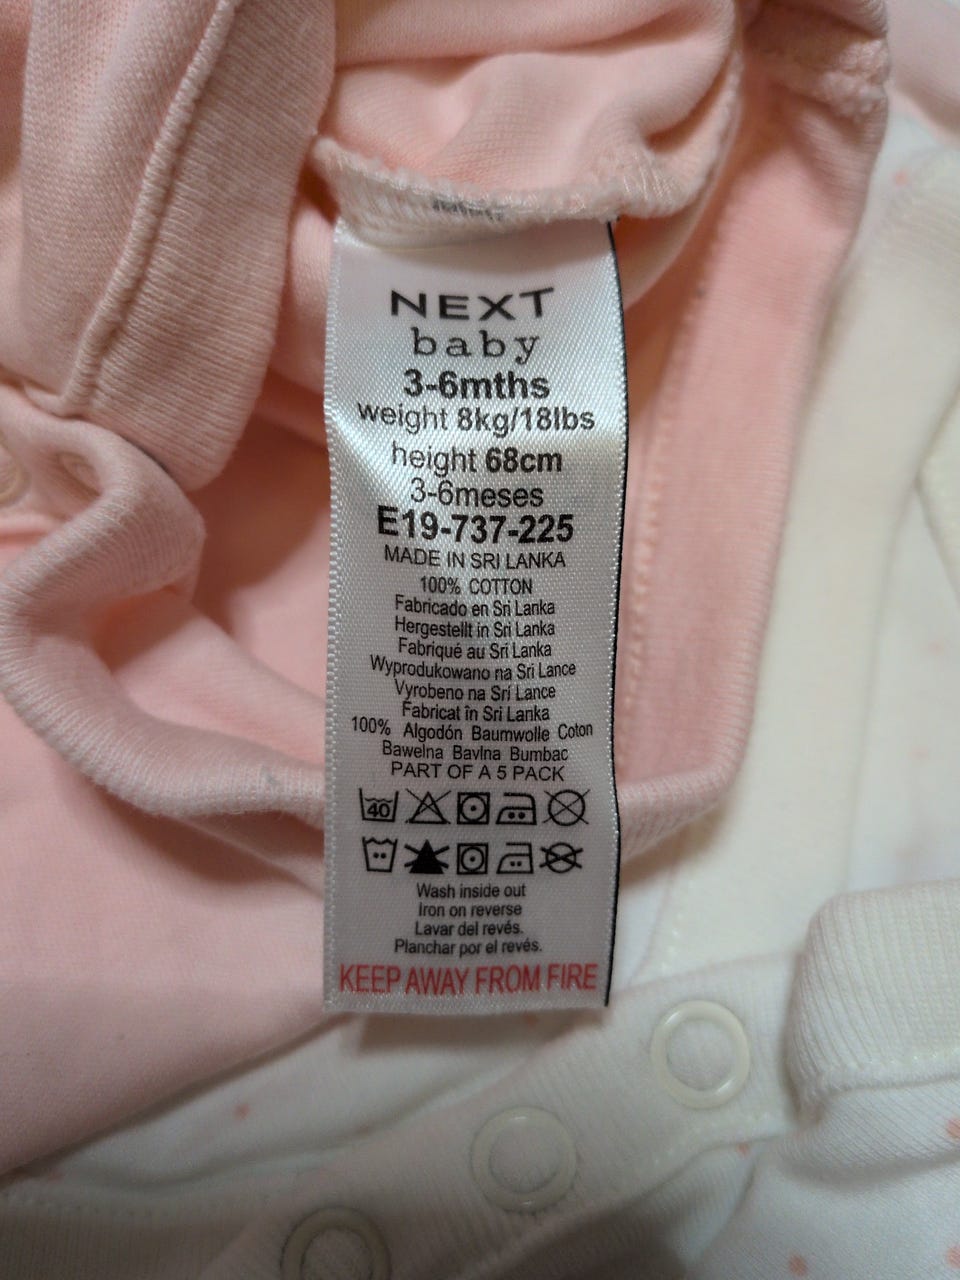 NEXT
baby
3-6mths
weight 8kg/18lbs
height 68cm
3-6meses
E19-737-225
MADE IN SRI LANKA
100% COTTON
Fabricado en Sri Lanka
Hergestellt in Sri Lanka
Fabriqué au Sri Lanka
Wyprodukowano na Sri Lance
Vyrobeno na Srí Lance
Fabricat în Sri Lanka
100% Algodón Baumwolle Coton
Bawełna Bavlna Bumbac
PART OF A 5 PACK
40
Wash inside out
Iron on reverse
Lavar del revés.
Planchar por el revés.
KEEP AWAY FROM FIRE